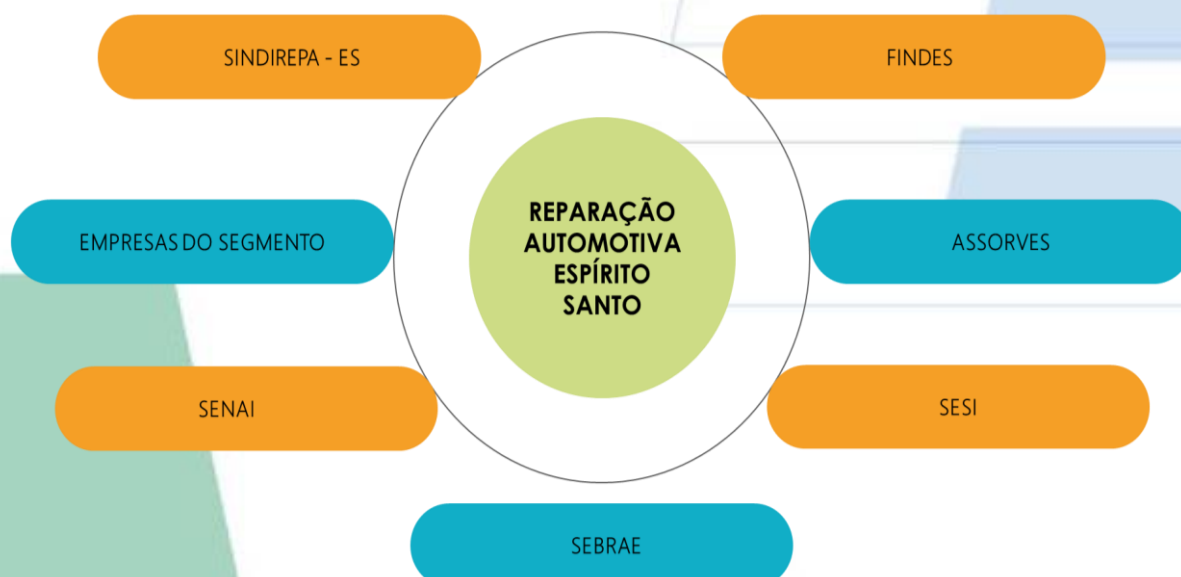 SINDIREPA - ES
FINDES
REPARAÇÃO
AUTOMOTIVA
ESPÍRITO
SANTO
EMPRESAS DO SEGMENTO
ASSORVES
SENAI
SESI
SEBRAE